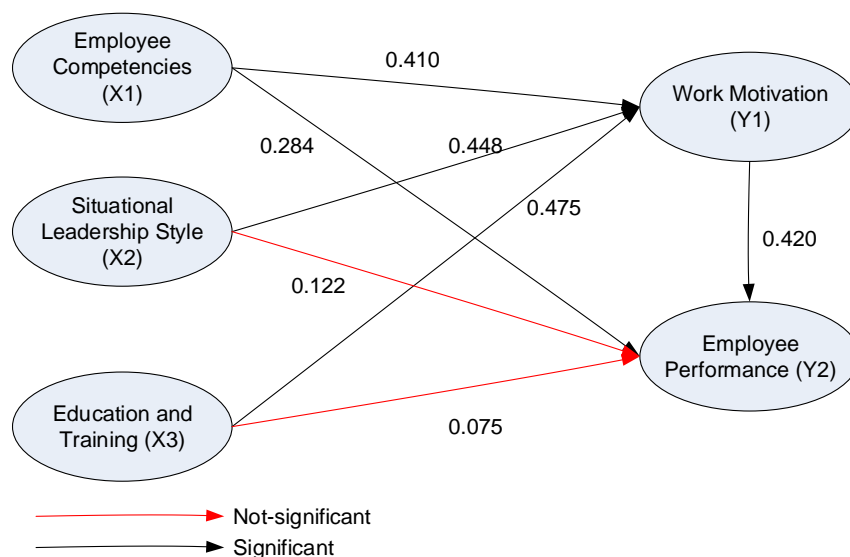 Employee
Competencies
(X1)
0.410
Work Motivation
(Y1)
0.284
0.448
Situational
Leadership Style
(X2)
0.475
0.420
0.122
Employee
Performance (Y2)
Education and
Training (X3)
0.075
Not-significant
Significant